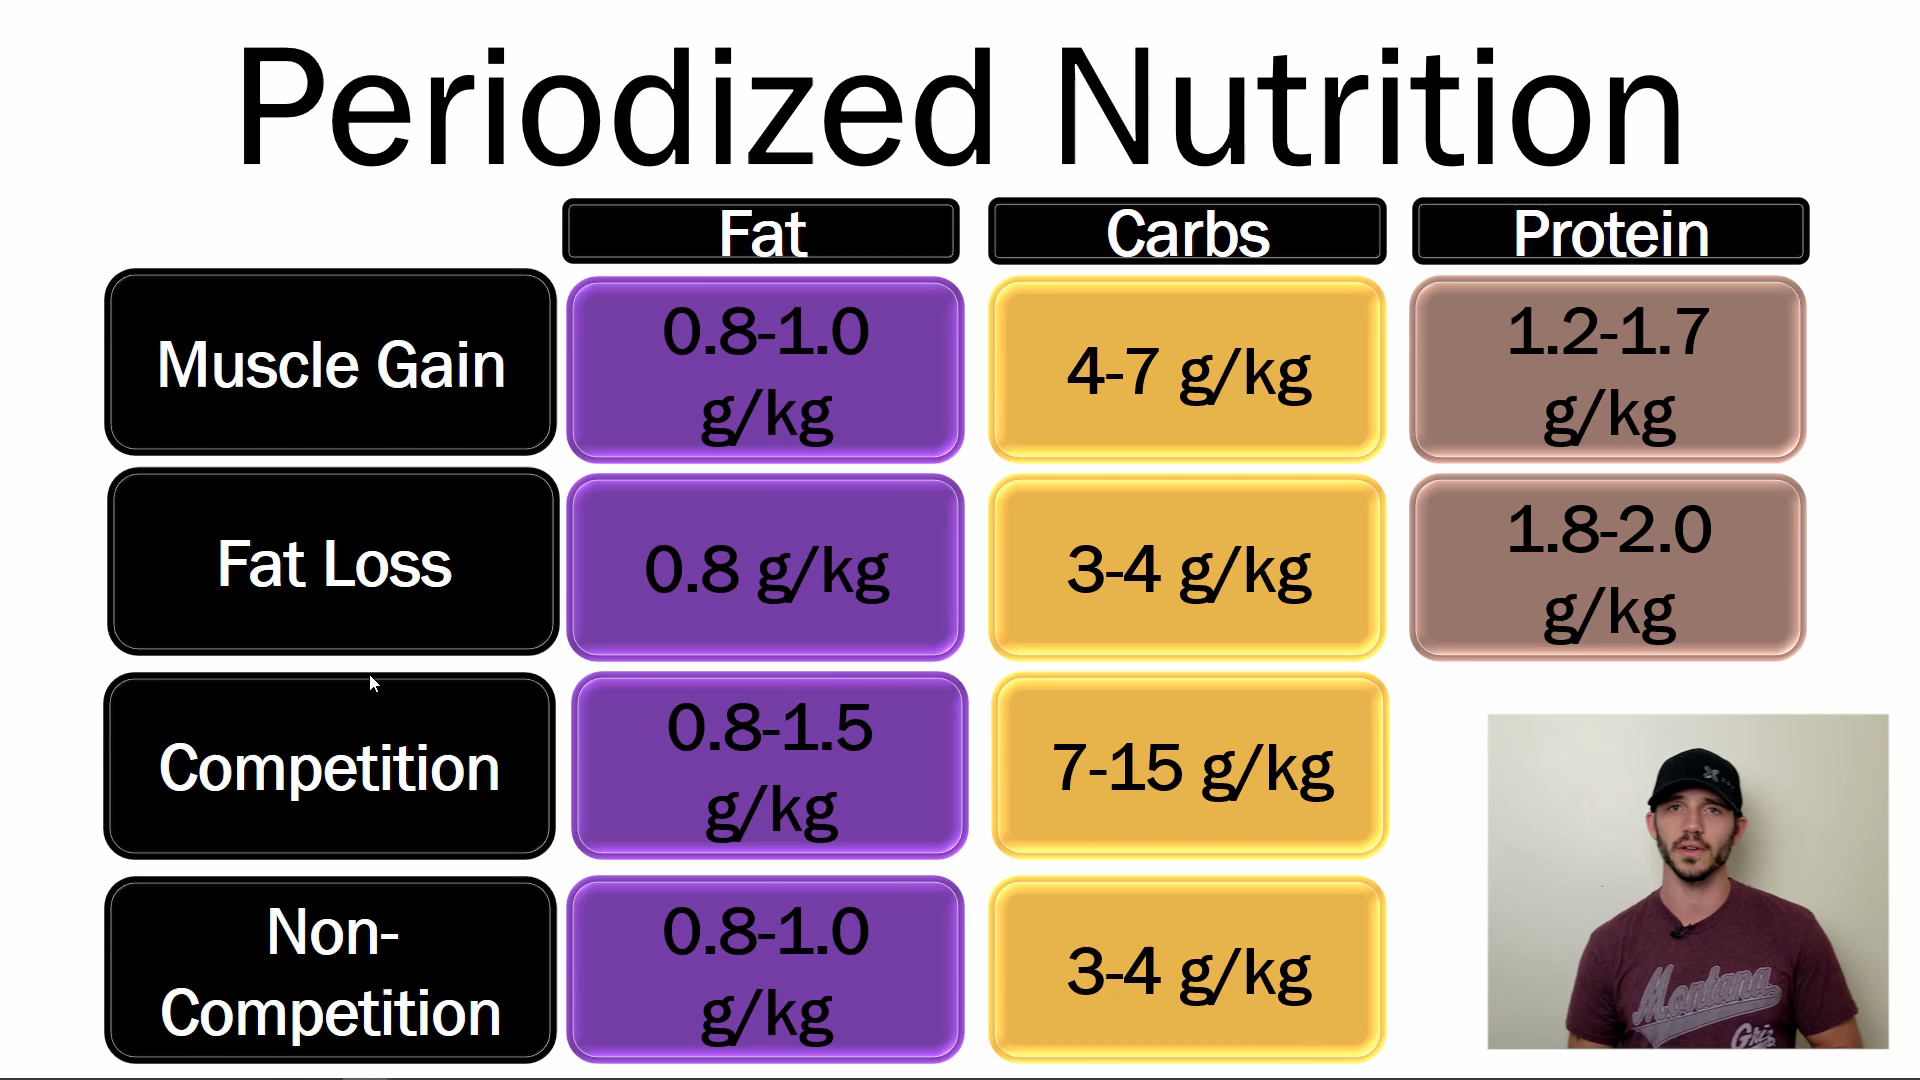 Periodized Nutrition
Fat
Carbs
Protein
Muscle Gain
0.8-1.0
g/kg
4-7 g/kg
1.2-1.7
g/kg
Fat Loss
0.8 g/kg
3-4 g/kg
1.8-2.0
g/kg
Competition
0.8-1.5
g/kg
7-15 g/kg
Non-
Competition
0.8-1.0
g/kg
3-4 g/kg
Montana
Griz